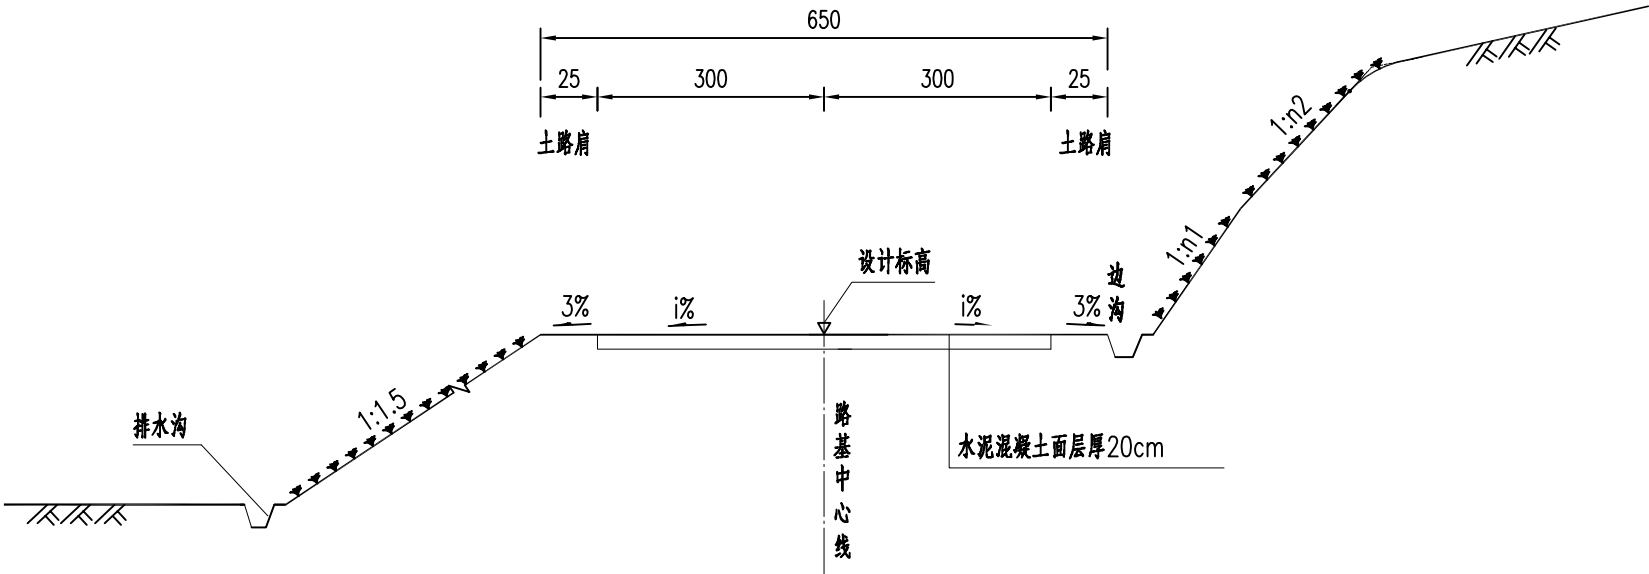 650
25
300
300
25
土路肩
土路肩
1:n2
1:n1
设计标高
边沟
3%
i%
i%
3%
1:1.5
排水沟
路基中心线
水泥混凝土面层厚20cm